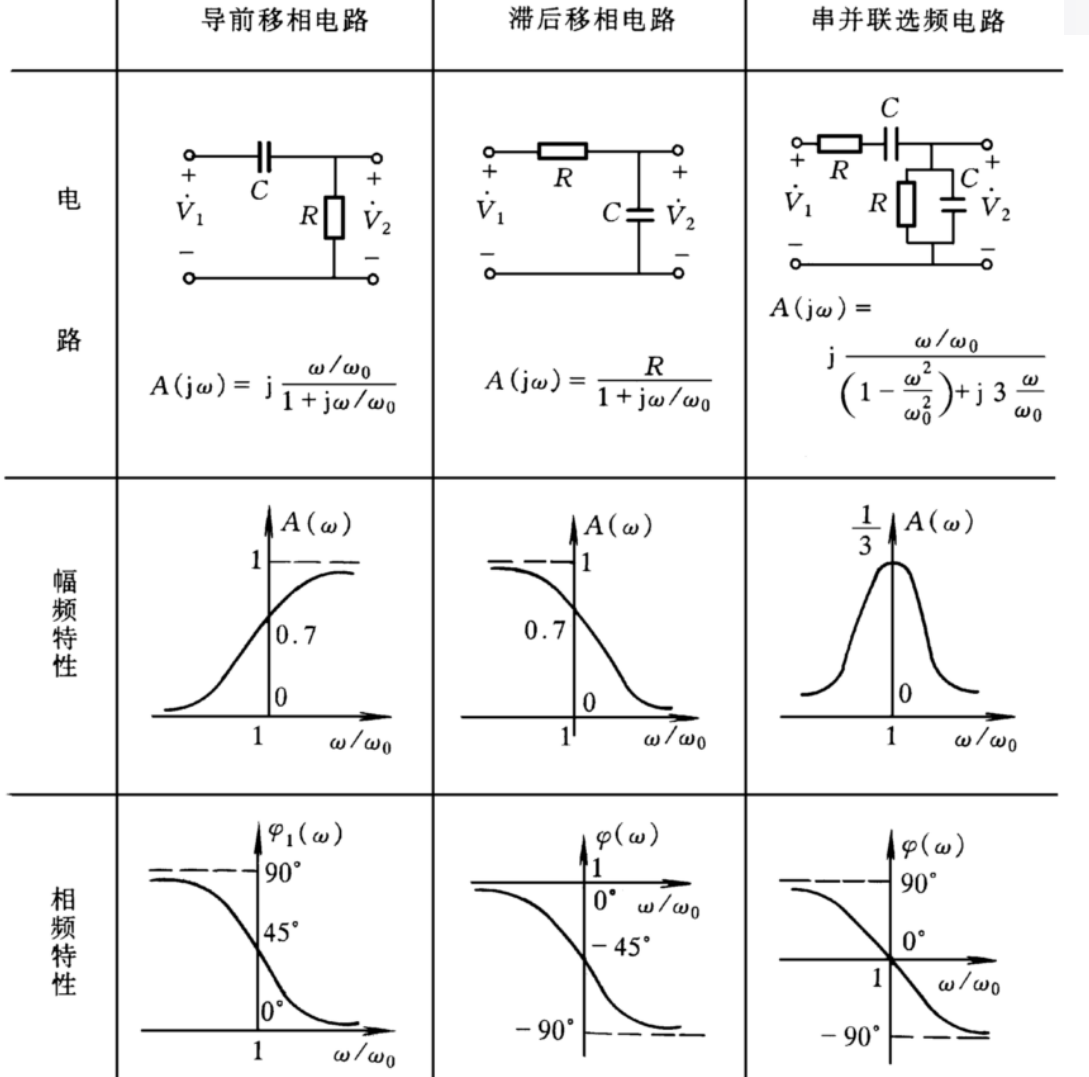 导前移相电路
滞后移相电路
串并联选频电路
电
路
C
+
+
V̇₁
R
V̇₂
−
−
A(jω)= j (ω/ω₀)/(1+jω/ω₀)
R
+
+
V̇₁
C
V̇₂
−
−
A(jω)= R/(1+jω/ω₀)
C
+
R
+
V̇₁
R
C
V̇₂
−
−
A(jω)=
j (ω/ω₀)/((1−ω²/ω₀²)+j 3 ω/ω₀)
幅
频
特
性
A(ω)
1
0.7
0
1
ω/ω₀
A(ω)
1
0.7
0
1
ω/ω₀
1/3
A(ω)
0
1
ω/ω₀
相
频
特
性
φ₁(ω)
90°
45°
0°
1
ω/ω₀
φ(ω)
1
0°
ω/ω₀
−45°
−90°
φ(ω)
90°
0°
1
ω/ω₀
−90°